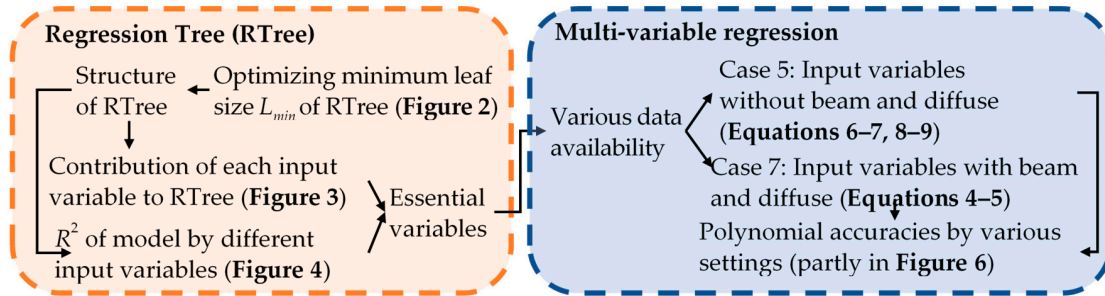 Regression Tree (RTree)
Structure
of RTree
Optimizing minimum leaf
size L_min of RTree (Figure 2)
Contribution of each input
variable to RTree (Figure 3)
R² of model by different
input variables (Figure 4)
Essential
variables
Multi-variable regression
Various data
availability
Case 5: Input variables
without beam and diffuse
(Equations 6–7, 8–9)
Case 7: Input variables with beam
and diffuse (Equations 4–5)
Polynomial accuracies by various
settings (partly in Figure 6)